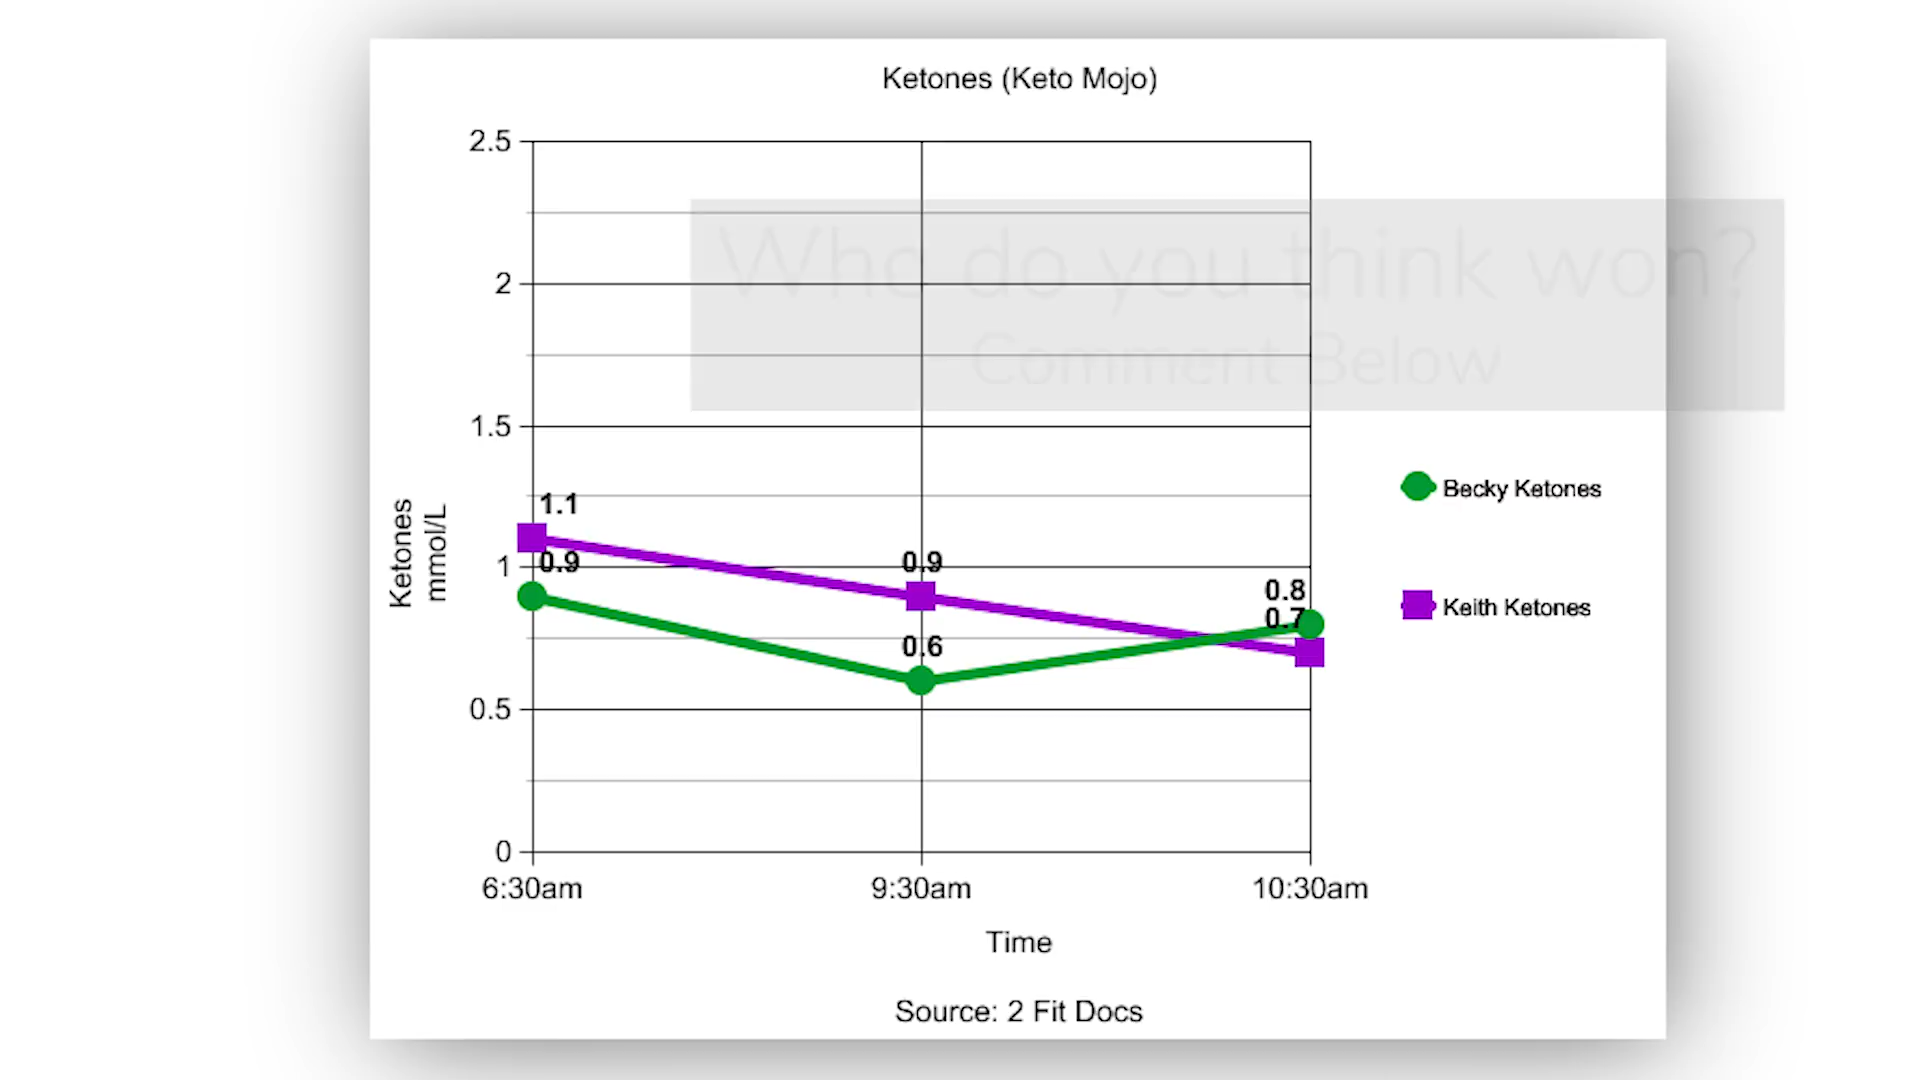 Ketones (Keto Mojo)
2.5
Who do you think won?
2
- Comment Below
1.5
Becky Ketones
1.1
Ketones
mmol/L
1
0.9
0.9
0.8
Keith Ketones
0.7
0.6
0.5
0
6:30am 9:30am 10:30am
Time
Source: 2 Fit Docs